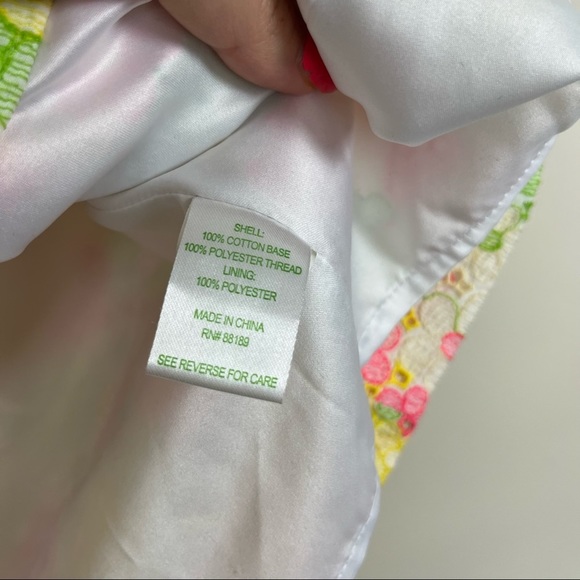 SHELL:
100% COTTON BASE
100% POLYESTER THREAD
LINING:
100% POLYESTER
MADE IN CHINA
RN# 88189
SEE REVERSE FOR CARE